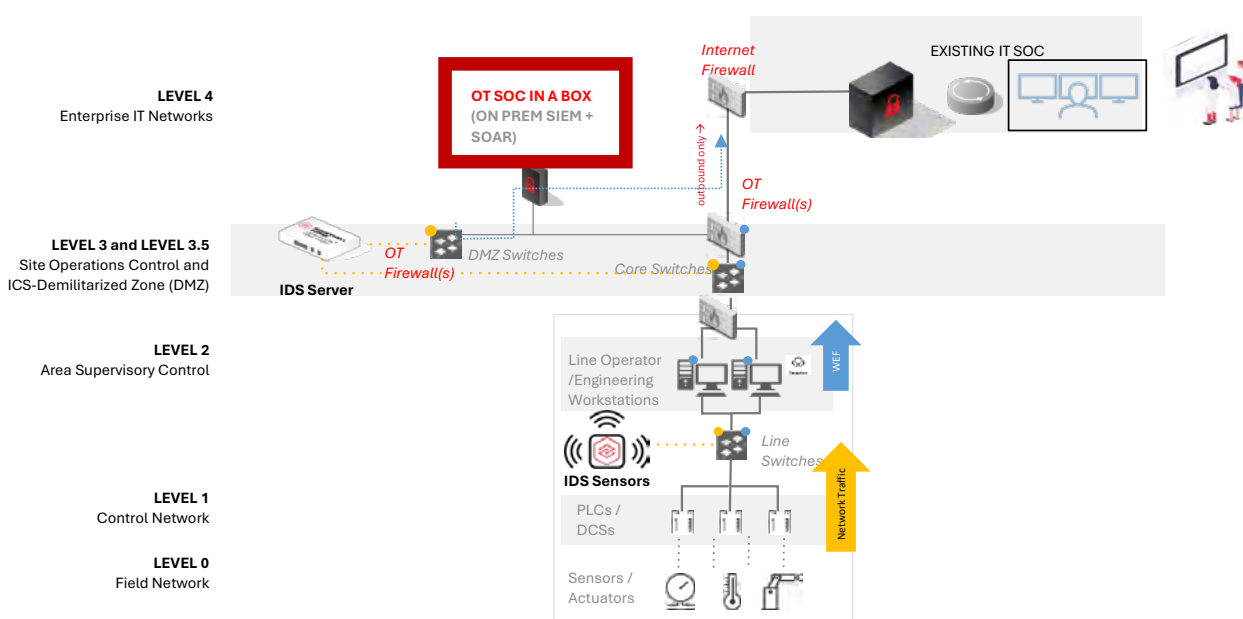 Internet
Firewall
EXISTING IT SOC
LEVEL 4
Enterprise IT Networks
OT SOC IN A BOX
(ON PREM SIEM +
SOAR)
outbound only →
OT
Firewall(s)
LEVEL 3 and LEVEL 3.5
Site Operations Control and
ICS-Demilitarized Zone (DMZ)
OT
Firewall(s)
DMZ Switches
Core Switches
IDS Server
LEVEL 2
Area Supervisory Control
Line Operator
/Engineering
Workstations
WEF
Line
Switches
IDS Sensors
LEVEL 1
Control Network
PLCs /
DCSs
Network Traffic
LEVEL 0
Field Network
Sensors /
Actuators